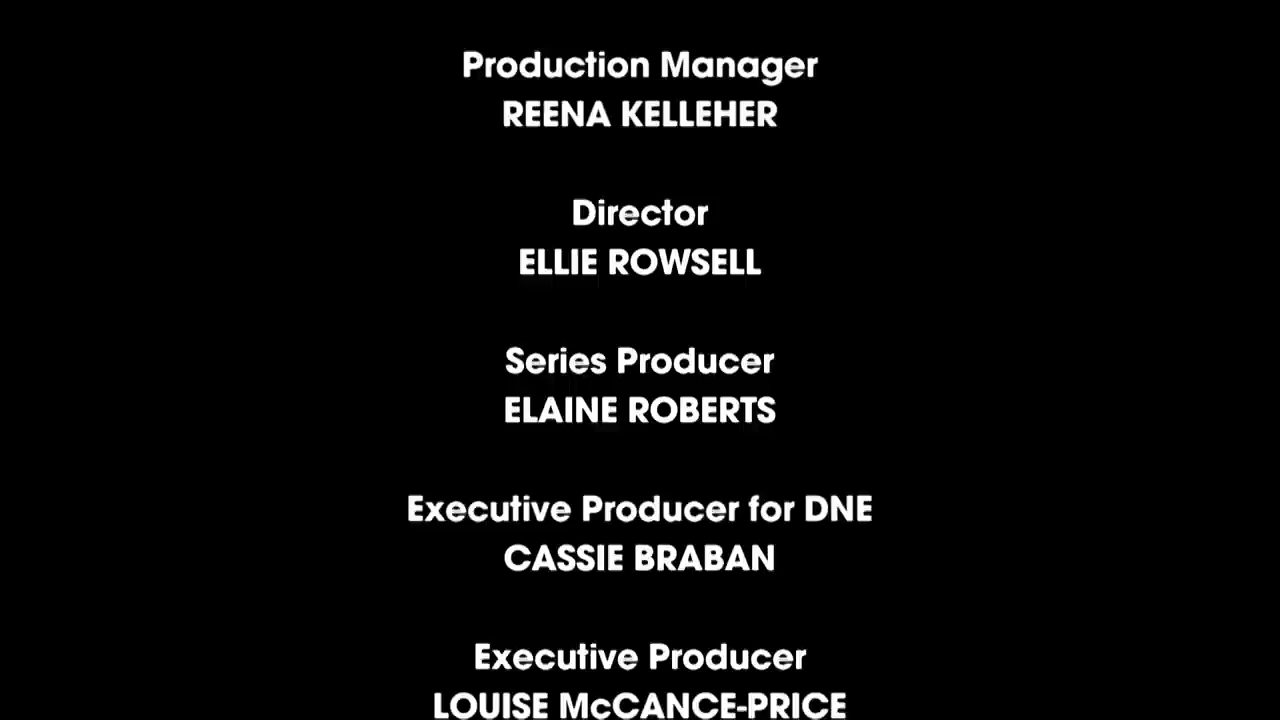 Production Manager
REENA KELLEHER
Director
ELLIE ROWSELL
Series Producer
ELAINE ROBERTS
Executive Producer for DNE
CASSIE BRABAN
Executive Producer
LOUISE McCANCE-PRICE